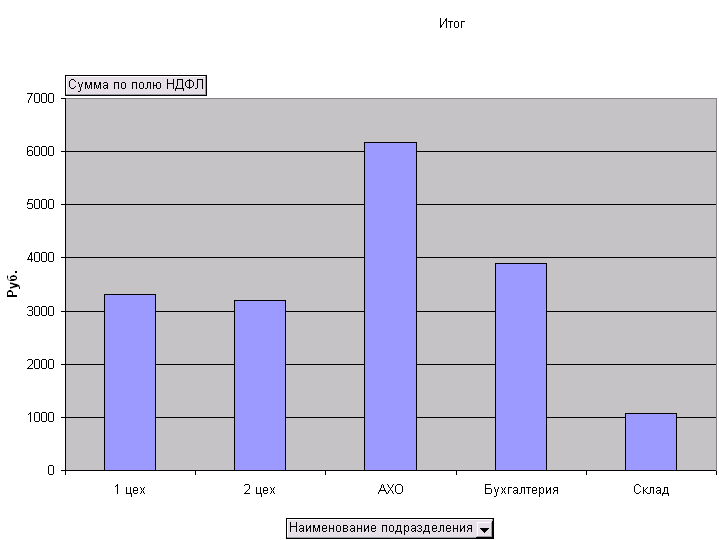 Итог
Сумма по полю НДФЛ
7000
6000
5000
4000
3000
2000
1000
0
Руб.
1 цех
2 цех
АХО
Бухгалтерия
Склад
Наименование подразделения